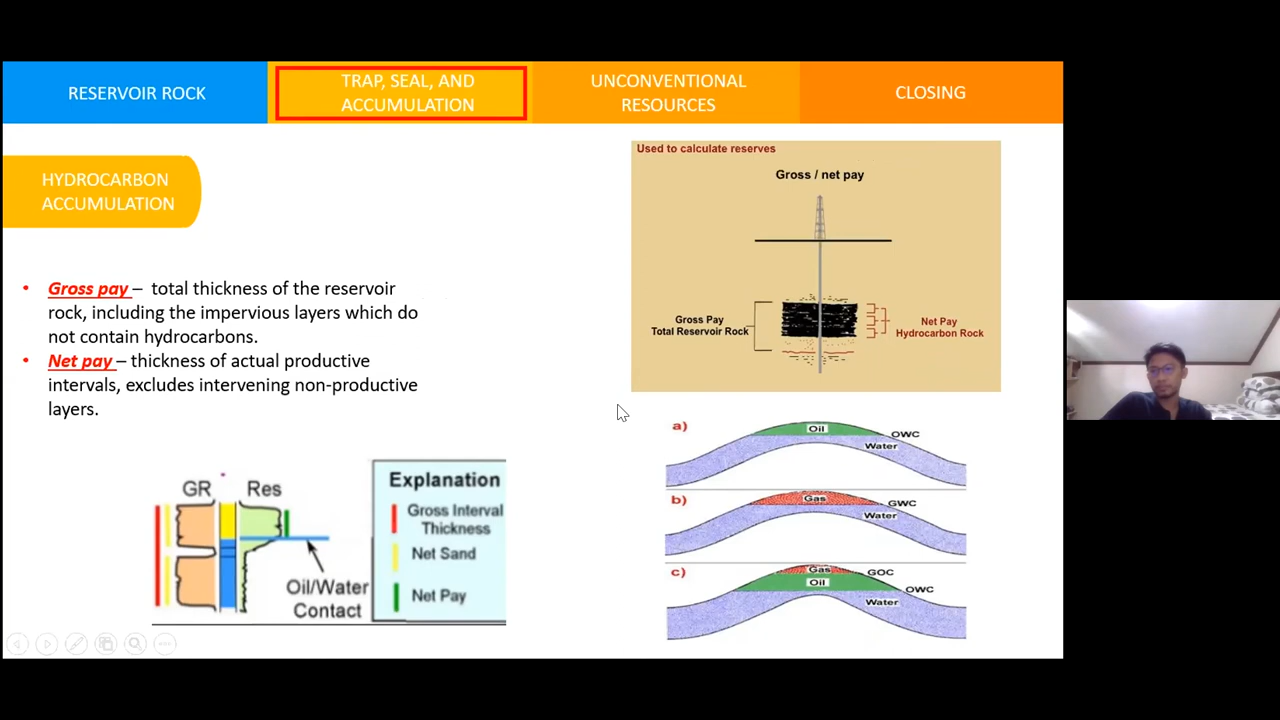 RESERVOIR ROCK
TRAP, SEAL, AND
ACCUMULATION
UNCONVENTIONAL
RESOURCES
CLOSING
HYDROCARBON
ACCUMULATION
• Gross pay – total thickness of the reservoir
rock, including the impervious layers which do
not contain hydrocarbons.
• Net pay – thickness of actual productive
intervals, excludes intervening non-productive
layers.
Used to calculate reserves
Gross / net pay
Gross Pay
Total Reservoir Rock
Net Pay
Hydrocarbon Rock
GR
Res
Oil/Water
Contact
Explanation
Gross Interval
Thickness
Net Sand
Net Pay
a)
Oil
OWC
Water
b)
Gas
GWC
Water
c)
Gas
GOC
Oil
OWC
Water